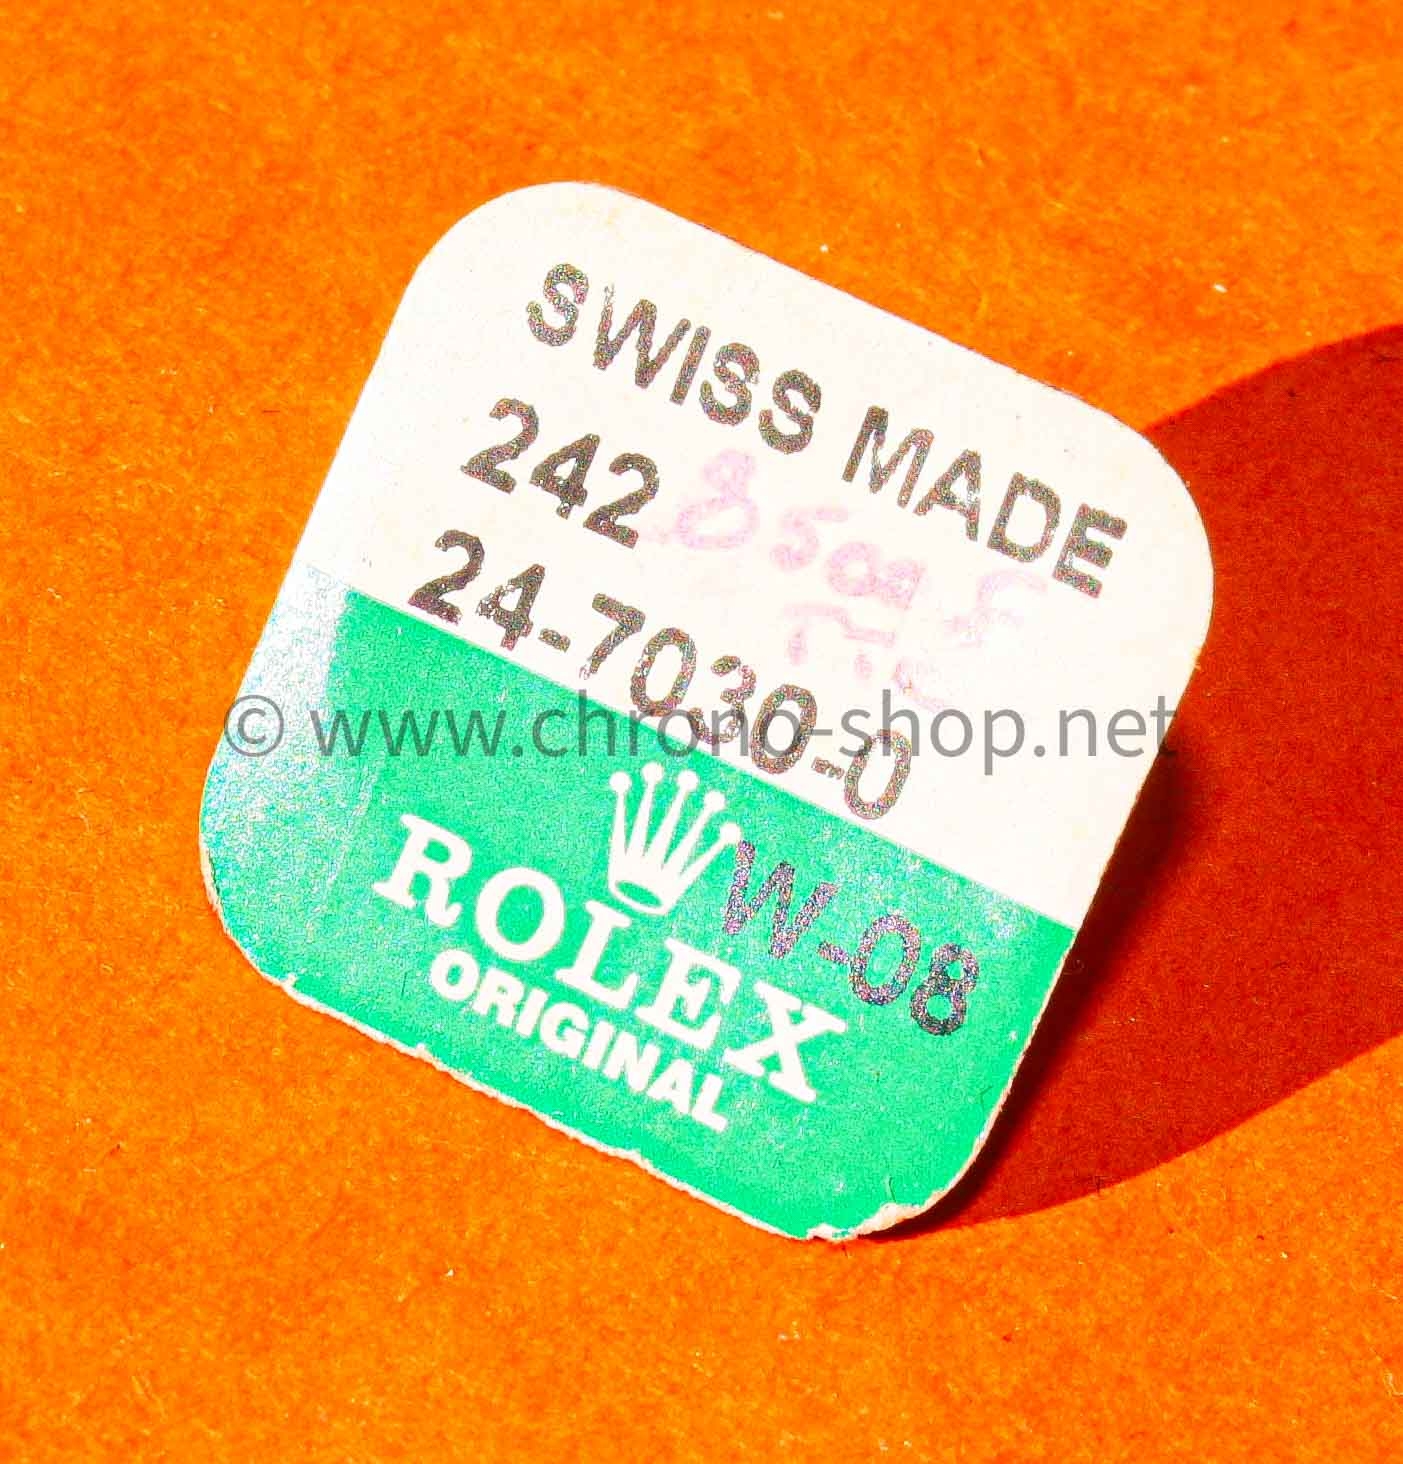 SWISS MADE
242
24-7030-0
© www.chrono-shop.net
W-08
ROLEX
ORIGINAL